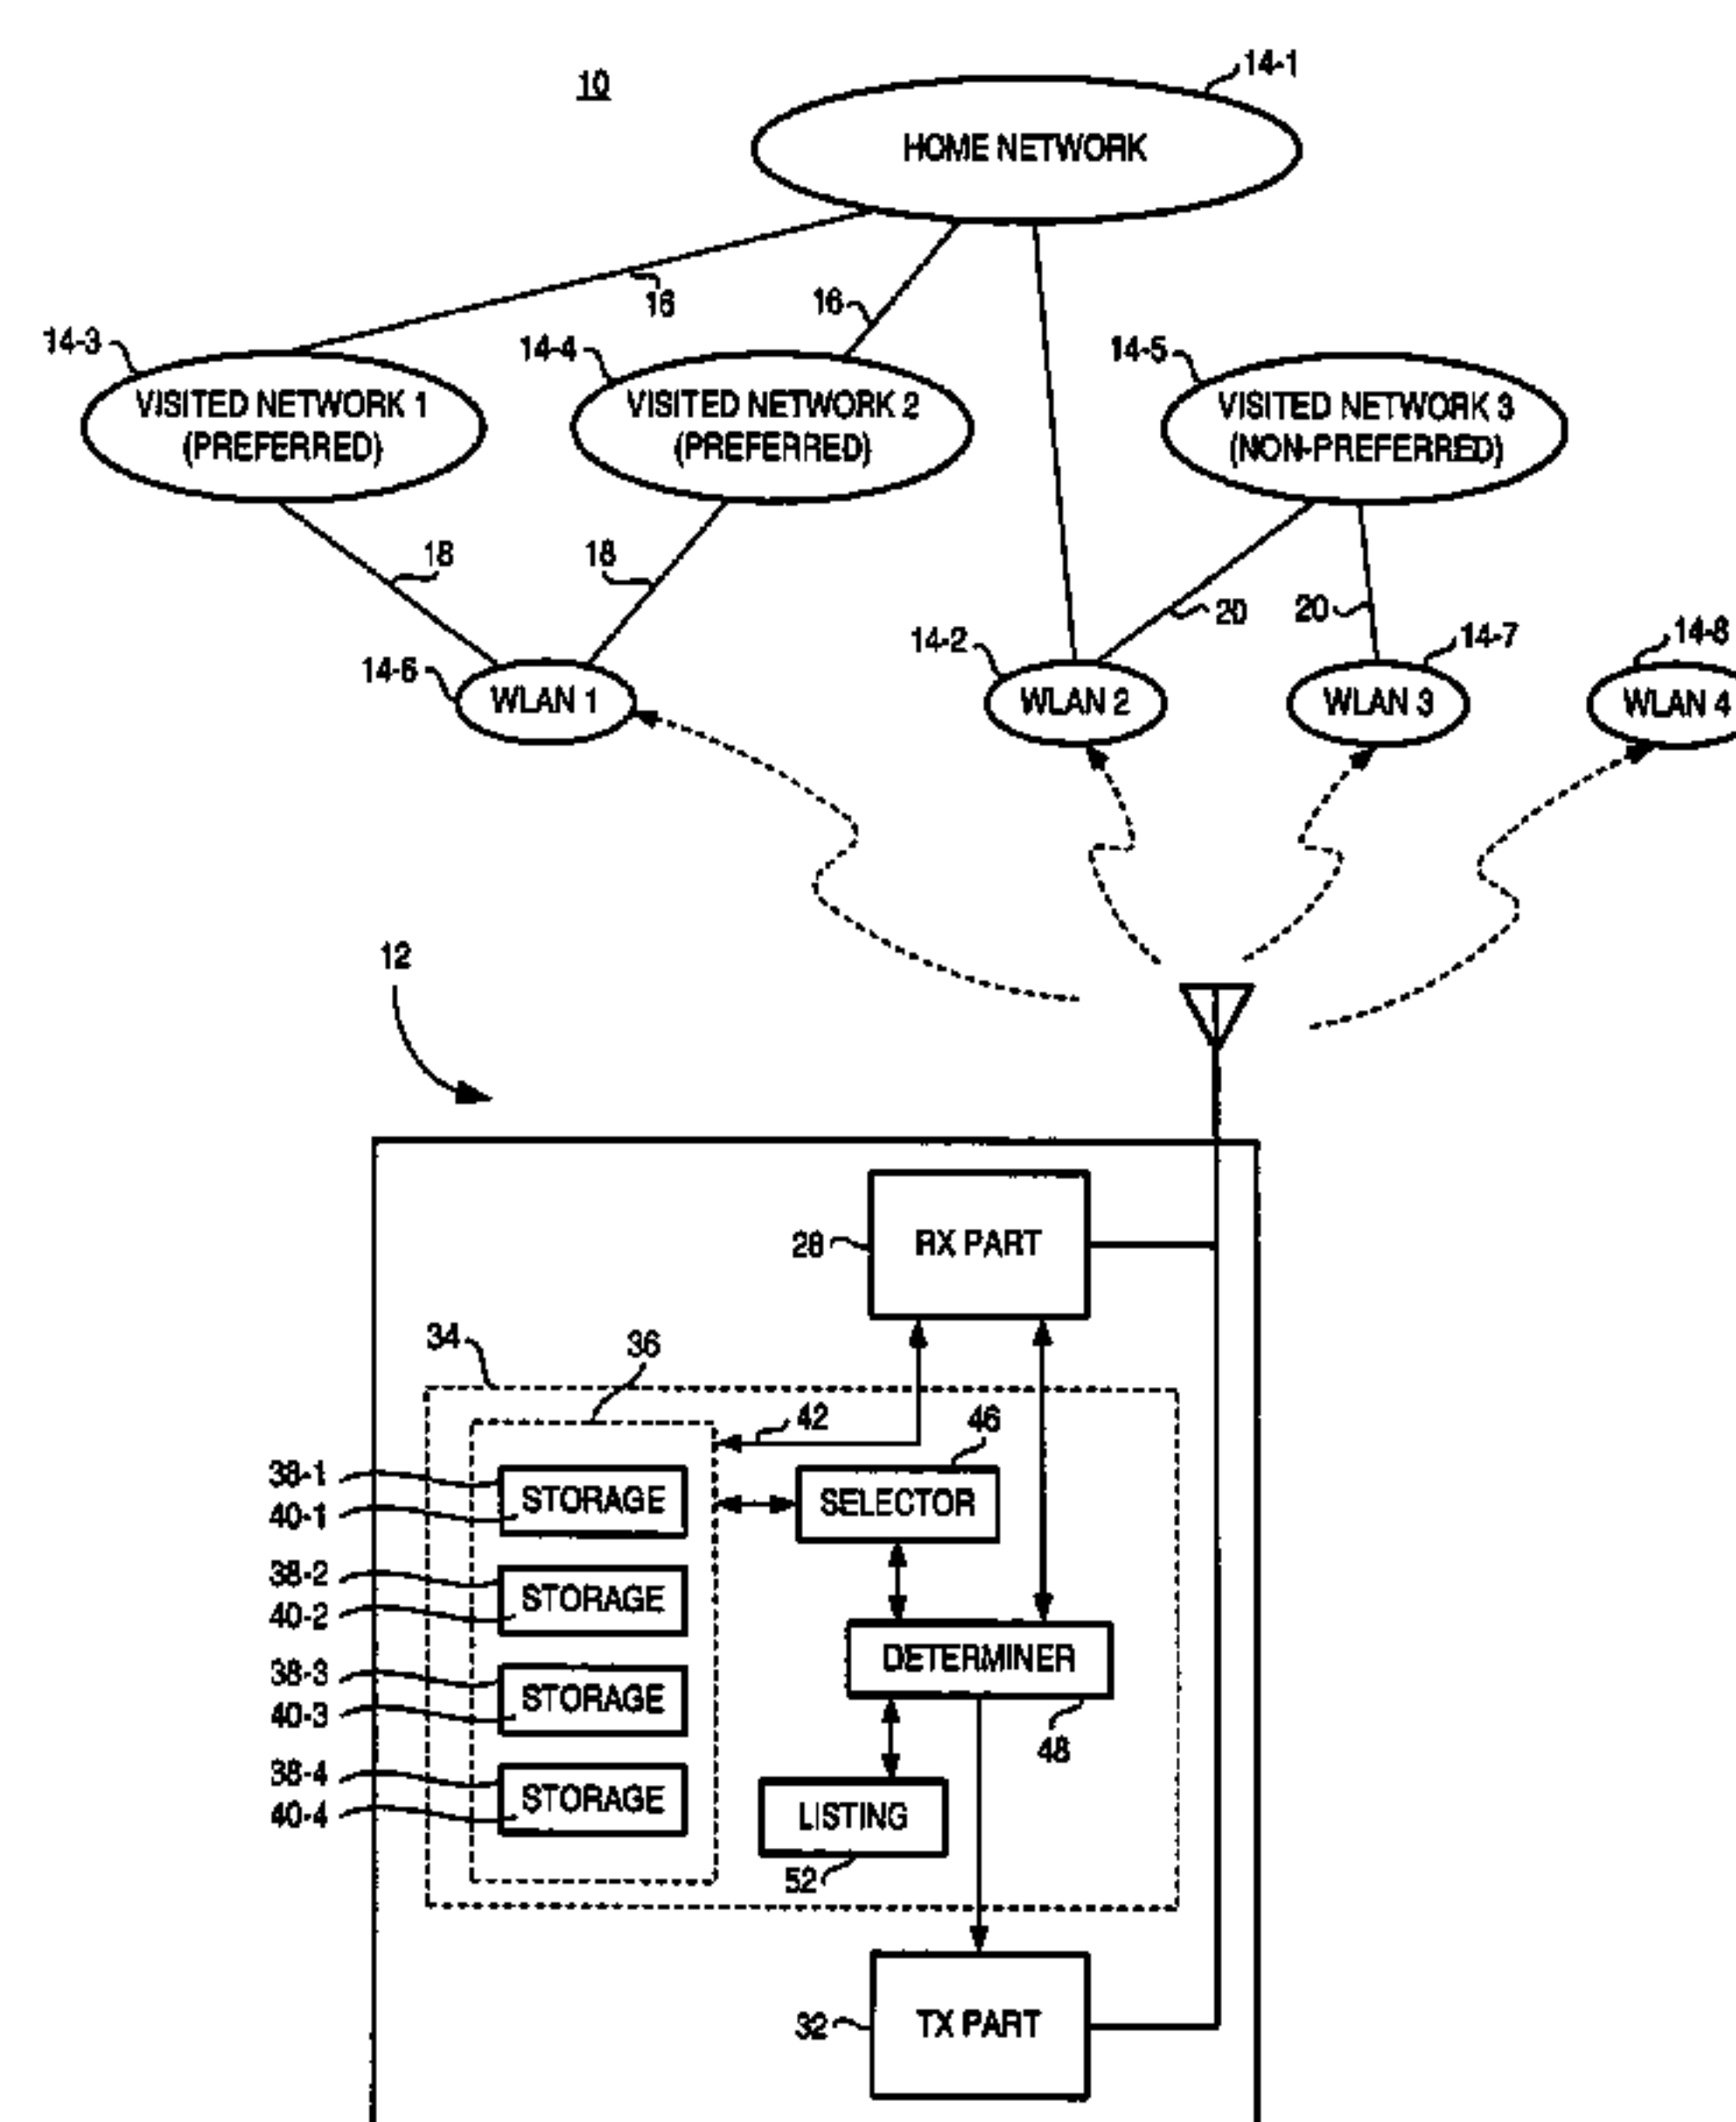 10
14-1
HOME NETWORK
16
16
14-3
14-4
14-5
VISITED NETWORK 1
(PREFERRED)
VISITED NETWORK 2
(PREFERRED)
VISITED NETWORK 3
(NON-PREFERRED)
18
18
20
20
14-6
WLAN 1
14-2
WLAN 2
14-7
WLAN 3
14-8
WLAN 4
12
28
RX PART
34
36
42
46
38-1
40-1
STORAGE
SELECTOR
38-2
40-2
STORAGE
DETERMINER
38-3
40-3
STORAGE
48
38-4
40-4
STORAGE
LISTING
52
32
TX PART